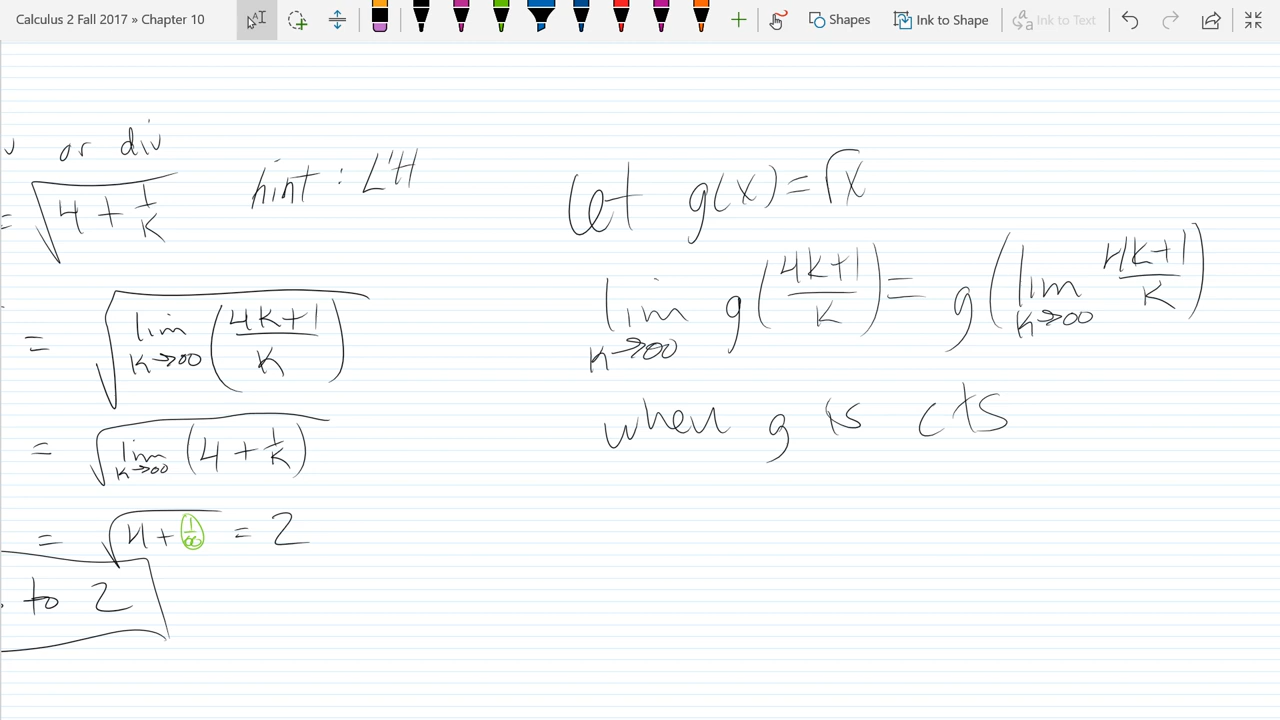 Calculus 2 Fall 2017 » Chapter 10
Shapes
Ink to Shape
Ink to Text
or div
= √(4 + 1/K)
hint : L'H
= √(lim K→∞ ((4K+1)/K))
= √(lim K→∞ (4 + 1/K))
= √(4 + 1/∞) = 2
to 2
Let g(x) = √x
lim K→∞ g((4K+1)/K) = g(lim K→∞ (4K+1)/K)
when g is cts